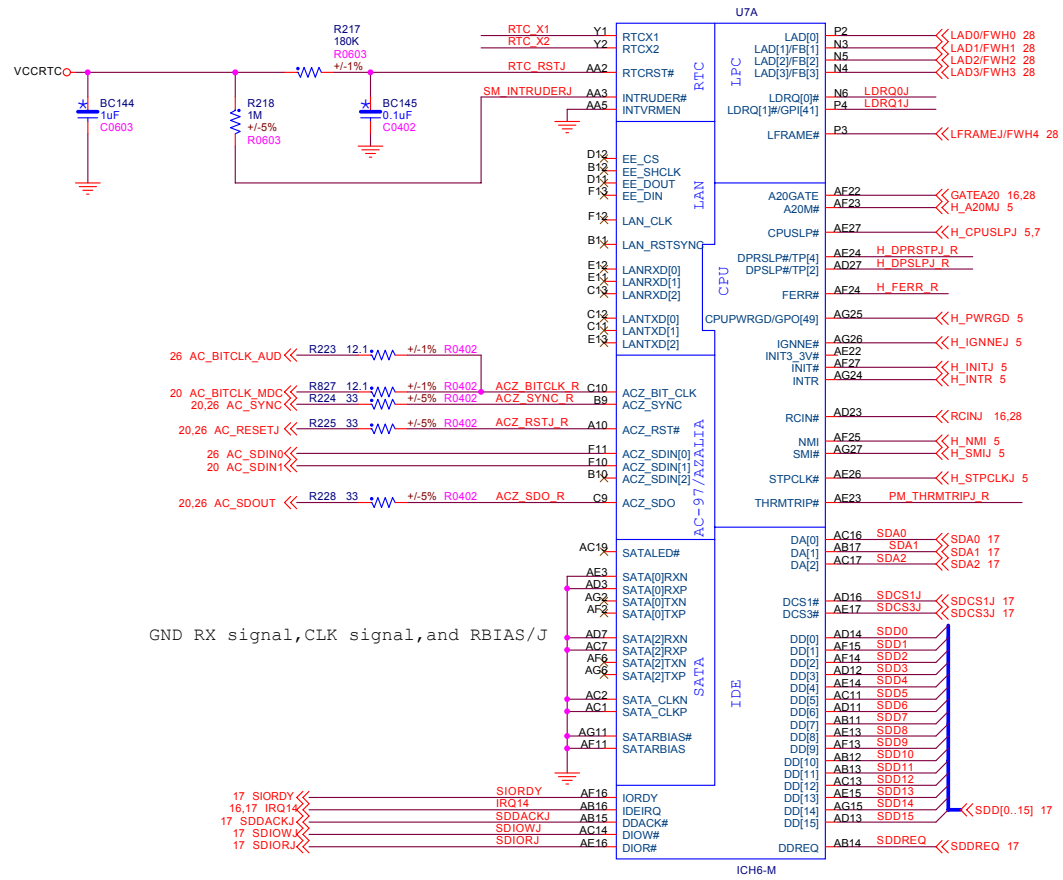 U7A
VCCRTC
R217
180K
R0603
+/-1%
BC144
1uF
C0603
R218
1M
+/-5%
R0603
BC145
0.1uF
C0402
RTC_X1 Y1 RTCX1
RTC_X2 Y2 RTCX2
RTC_RSTJ AA2 RTCRST#
SM_INTRUDERJ AA3 INTRUDER#
AA5 INTVRMEN
RTC
LPC
LAD[0] P2 LAD0/FWH0 28
LAD[1]/FB[1] N3 LAD1/FWH1 28
LAD[2]/FB[2] N5 LAD2/FWH2 28
LAD[3]/FB[3] N4 LAD3/FWH3 28
LDRQ[0]# N6 LDRQ0J
LDRQ[1]#/GPI[41] P4 LDRQ1J
LFRAME# P3 LFRAMEJ/FWH4 28
D12 EE_CS
B12 EE_SHCLK
D11 EE_DOUT
F13 EE_DIN
F12 LAN_CLK
B11 LAN_RSTSYNC
E12 LANRXD[0]
E11 LANRXD[1]
C13 LANRXD[2]
C12 LANTXD[0]
C11 LANTXD[1]
E13 LANTXD[2]
LAN
CPU
A20GATE AF22 GATEA20 16,28
A20M# AF23 H_A20MJ 5
CPUSLP# AE27 H_CPUSLPJ 5,7
DPRSLP#/TP[4] AE24 H_DPRSTPJ_R
DPSLP#/TP[2] AD27 H_DPSLPJ_R
FERR# AF24 H_FERR_R
CPUPWRGD/GPO[49] AG25 H_PWRGD 5
IGNNE# AG26 H_IGNNEJ 5
INIT3_3V# AE22
INIT# AF27 H_INITJ 5
INTR AG24 H_INTR 5
RCIN# AD23 RCINJ 16,28
NMI AF25 H_NMI 5
SMI# AG27 H_SMIJ 5
STPCLK# AE26 H_STPCLKJ 5
THRMTRIP# AE23 PM_THRMTRIPJ_R
26 AC_BITCLK_AUD R223 12.1 +/-1% R0402
20 AC_BITCLK_MDC R827 12.1 +/-1% R0402 ACZ_BITCLK_R C10 ACZ_BIT_CLK
20,26 AC_SYNC R224 33 +/-5% R0402 ACZ_SYNC_R B9 ACZ_SYNC
20,26 AC_RESETJ R225 33 +/-5% R0402 ACZ_RSTJ_R A10 ACZ_RST#
26 AC_SDIN0 F11 ACZ_SDIN[0]
20 AC_SDIN1 F10 ACZ_SDIN[1]
B10 ACZ_SDIN[2]
20,26 AC_SDOUT R228 33 +/-5% R0402 ACZ_SDO_R C9 ACZ_SDO
AC-97/AZALIA
AC19 SATALED#
AE3 SATA[0]RXN
AD3 SATA[0]RXP
AG2 SATA[0]TXN
AF2 SATA[0]TXP
GND RX signal,CLK signal,and RBIAS/J
AD7 SATA[2]RXN
AC7 SATA[2]RXP
AF6 SATA[2]TXN
AG6 SATA[2]TXP
AC2 SATA_CLKN
AC1 SATA_CLKP
AG11 SATARBIAS#
AF11 SATARBIAS
SATA
IDE
DA[0] AC16 SDA0 SDA0 17
DA[1] AB17 SDA1 SDA1 17
DA[2] AC17 SDA2 SDA2 17
DCS1# AD16 SDCS1J SDCS1J 17
DCS3# AE17 SDCS3J SDCS3J 17
DD[0] AD14 SDD0
DD[1] AF15 SDD1
DD[2] AF14 SDD2
DD[3] AD12 SDD3
DD[4] AE14 SDD4
DD[5] AC11 SDD5
DD[6] AD11 SDD6
DD[7] AB11 SDD7
DD[8] AE13 SDD8
DD[9] AF13 SDD9
DD[10] AB12 SDD10
DD[11] AB13 SDD11
DD[12] AC13 SDD12
DD[13] AE15 SDD13
DD[14] AG15 SDD14
DD[15] AD13 SDD15
SDD[0..15] 17
DDREQ AB14 SDDREQ SDDREQ 17
17 SIORDY SIORDY AF16 IORDY
16,17 IRQ14 IRQ14 AB16 IDEIRQ
17 SDDACKJ SDDACKJ AB15 DDACK#
17 SDIOWJ SDIOWJ AC14 DIOW#
17 SDIORJ SDIORJ AE16 DIOR#
ICH6-M